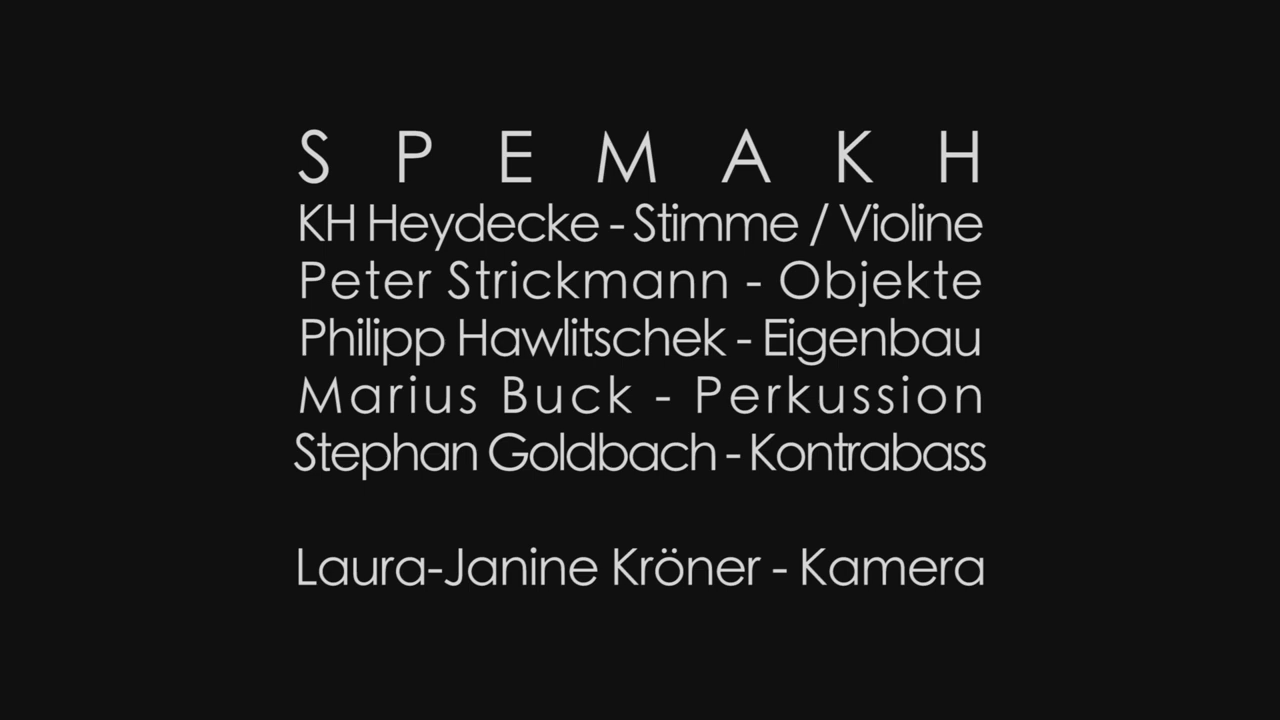 SPEMAKH
KH Heydecke - Stimme / Violine
Peter Strickmann - Objekte
Philipp Hawlitschek - Eigenbau
Marius Buck - Perkussion
Stephan Goldbach - Kontrabass
Laura-Janine Kröner - Kamera